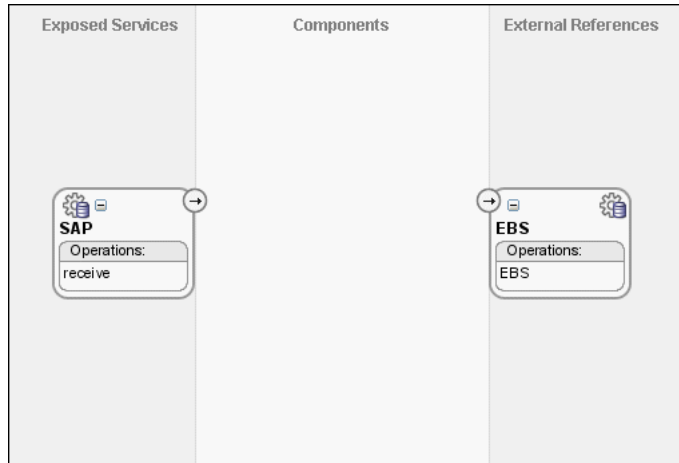 Exposed Services
Components
External References
SAP
Operations:
receive
EBS
Operations:
EBS